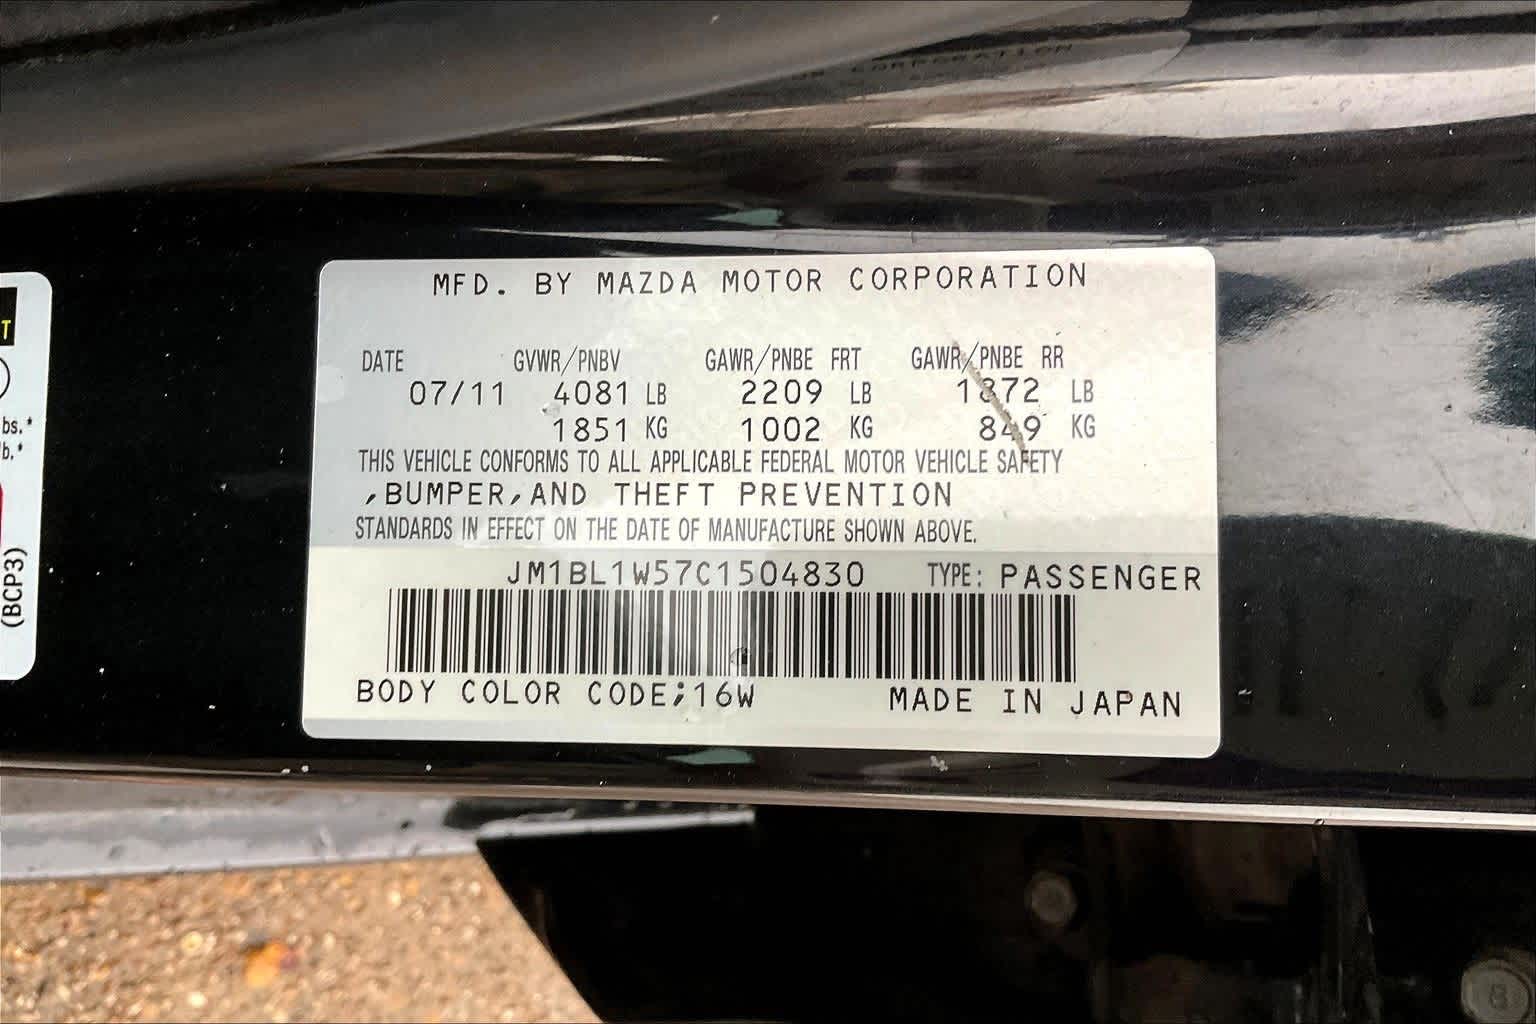 MFD. BY MAZDA MOTOR CORPORATION
DATE GVWR/PNBV GAWR/PNBE FRT GAWR/PNBE RR
07/11 4081 LB 2209 LB 1872 LB
1851 KG 1002 KG 849 KG
THIS VEHICLE CONFORMS TO ALL APPLICABLE FEDERAL MOTOR VEHICLE SAFETY
,BUMPER,AND THEFT PREVENTION
STANDARDS IN EFFECT ON THE DATE OF MANUFACTURE SHOWN ABOVE.
JM1BL1W57C1504830 TYPE: PASSENGER
BODY COLOR CODE;16W MADE IN JAPAN
T
bs.*
b.*
(BCP3)
8